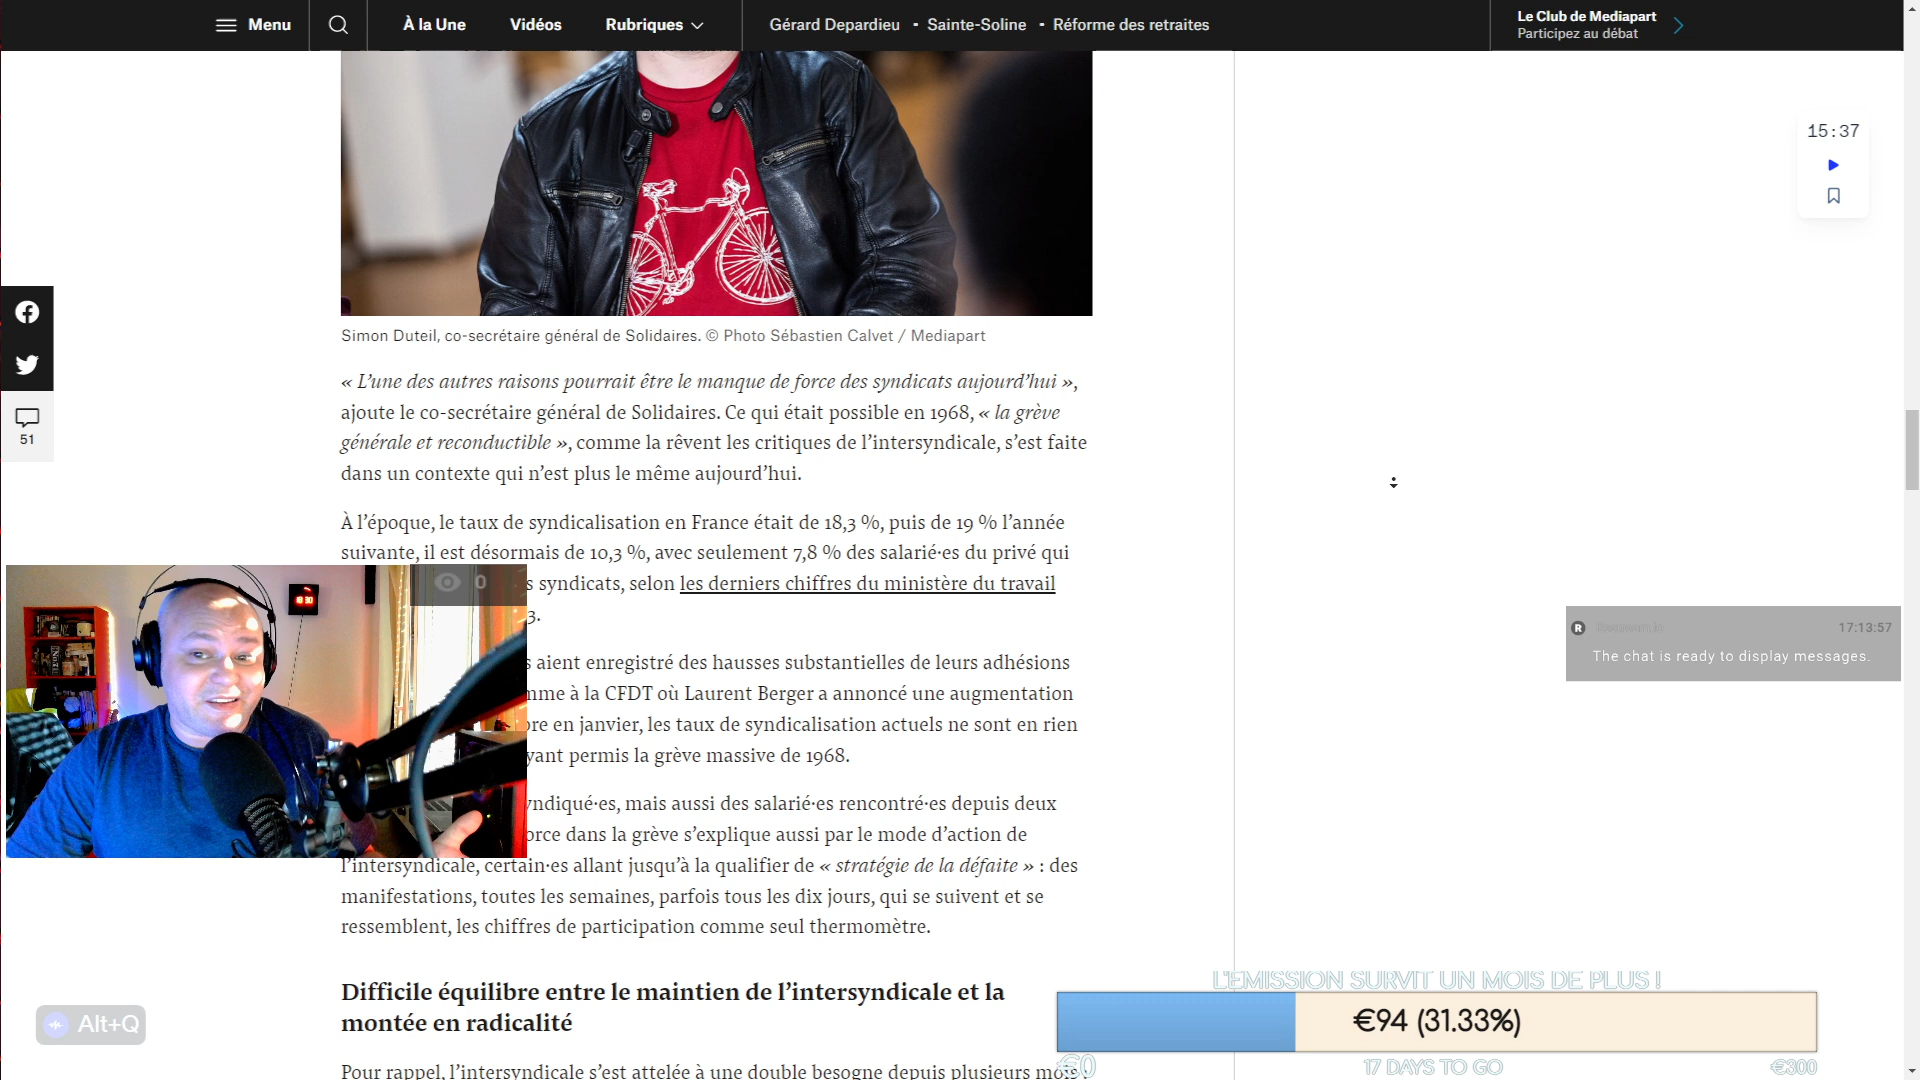 Menu
À la Une
Vidéos
Rubriques
Gérard Depardieu - Sainte-Soline - Réforme des retraites
Le Club de Mediapart
Participez au débat
15:37
51
Simon Duteil, co-secrétaire général de Solidaires. © Photo Sébastien Calvet / Mediapart
« L’une des autres raisons pourrait être le manque de force des syndicats aujourd’hui »,
ajoute le co-secrétaire général de Solidaires. Ce qui était possible en 1968, « la grève
générale et reconductible », comme la rêvent les critiques de l’intersyndicale, s’est faite
dans un contexte qui n’est plus le même aujourd’hui.
À l’époque, le taux de syndicalisation en France était de 18,3 %, puis de 19 % l’année
suivante, il est désormais de 10,3 %, avec seulement 7,8 % des salarié·es du privé qui
s syndicats, selon les derniers chiffres du ministère du travail
3.
s aient enregistré des hausses substantielles de leurs adhésions
mme à la CFDT où Laurent Berger a annoncé une augmentation
bre en janvier, les taux de syndicalisation actuels ne sont en rien
yant permis la grève massive de 1968.
yndiqué·es, mais aussi des salarié·es rencontré·es depuis deux
orce dans la grève s’explique aussi par le mode d’action de
l’intersyndicale, certain·es allant jusqu’à la qualifier de « stratégie de la défaite » : des
manifestations, toutes les semaines, parfois tous les dix jours, qui se suivent et se
ressemblent, les chiffres de participation comme seul thermomètre.
Difficile équilibre entre le maintien de l’intersyndicale et la
montée en radicalité
Pour rappel, l’intersyndicale s’est attelée à une double besogne depuis plusieurs mois :
0
18:30
R
17:13:57
The chat is ready to display messages.
Alt+Q
L'EMISSION SURVIT UN MOIS DE PLUS !
€94 (31.33%)
€0
17 DAYS TO GO
€300